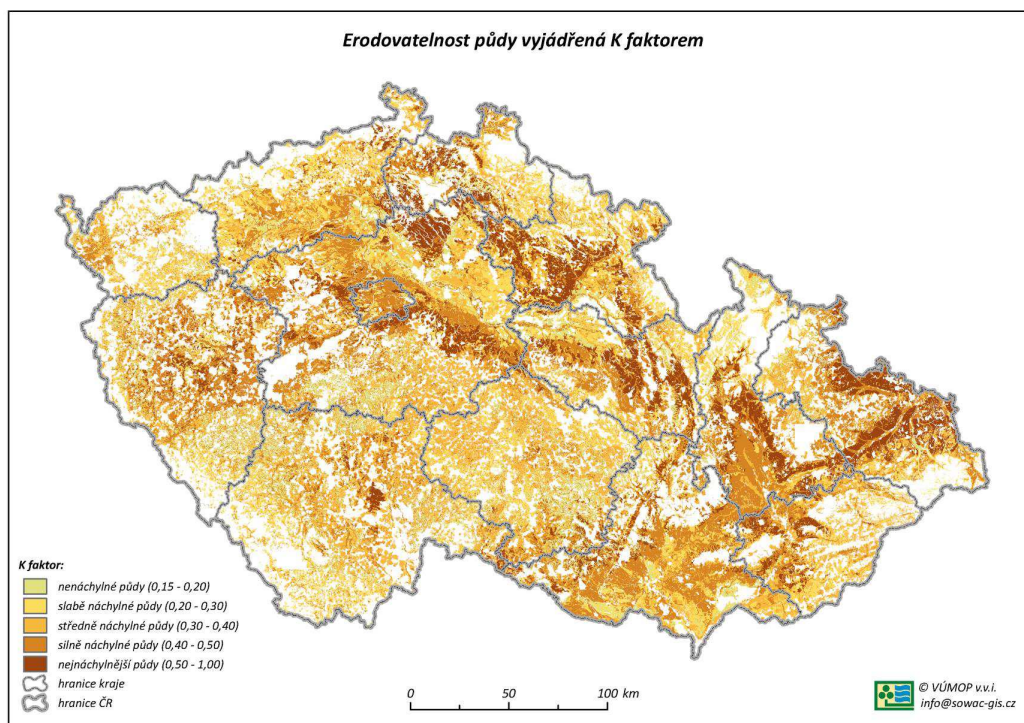 Erodovatelnost půdy vyjádřená K faktorem
K faktor:
nenáchylné půdy (0,15 - 0,20)
slabě náchylné půdy (0,20 - 0,30)
středně náchylné půdy (0,30 - 0,40)
silně náchylné půdy (0,40 - 0,50)
nejnáchylnější půdy (0,50 - 1,00)
hranice kraje
hranice ČR
0 50 100 km
© VÚMOP v.v.i.
info@sowac-gis.cz